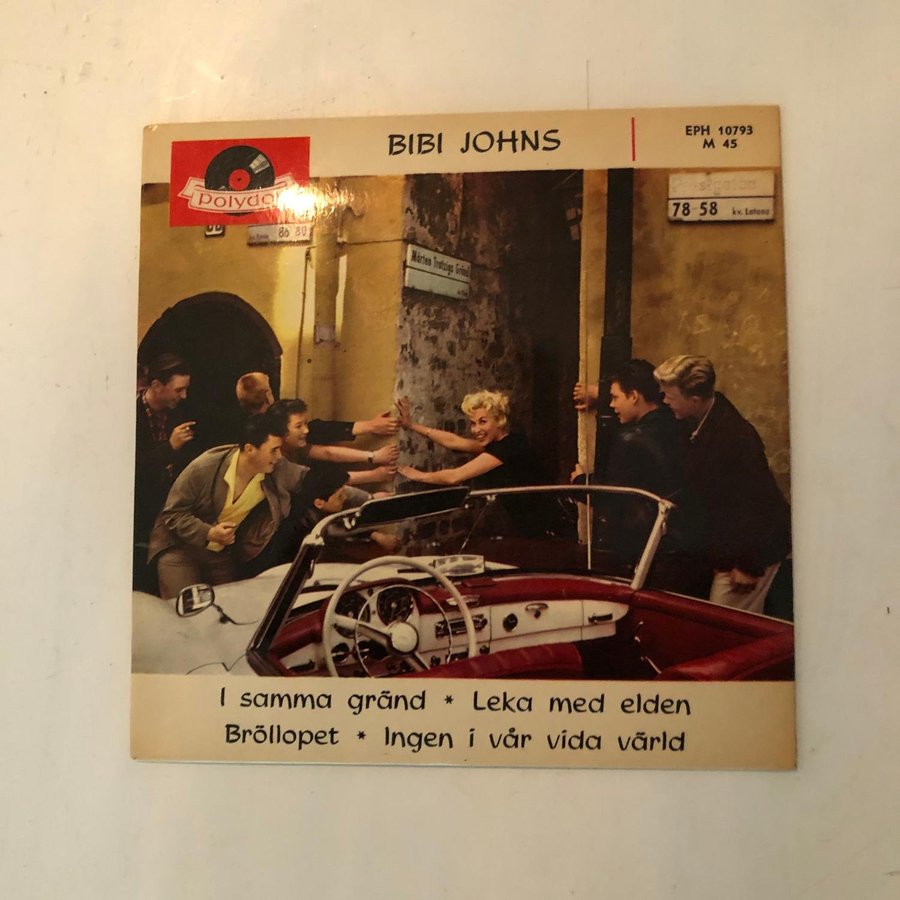 BIBI JOHNS
EPH 10793
M 45
polydor
78-58 kv. Latona
80
Mårten Trotzigs Gränd
I samma gränd * Leka med elden
Bröllopet * Ingen i vår vida värld